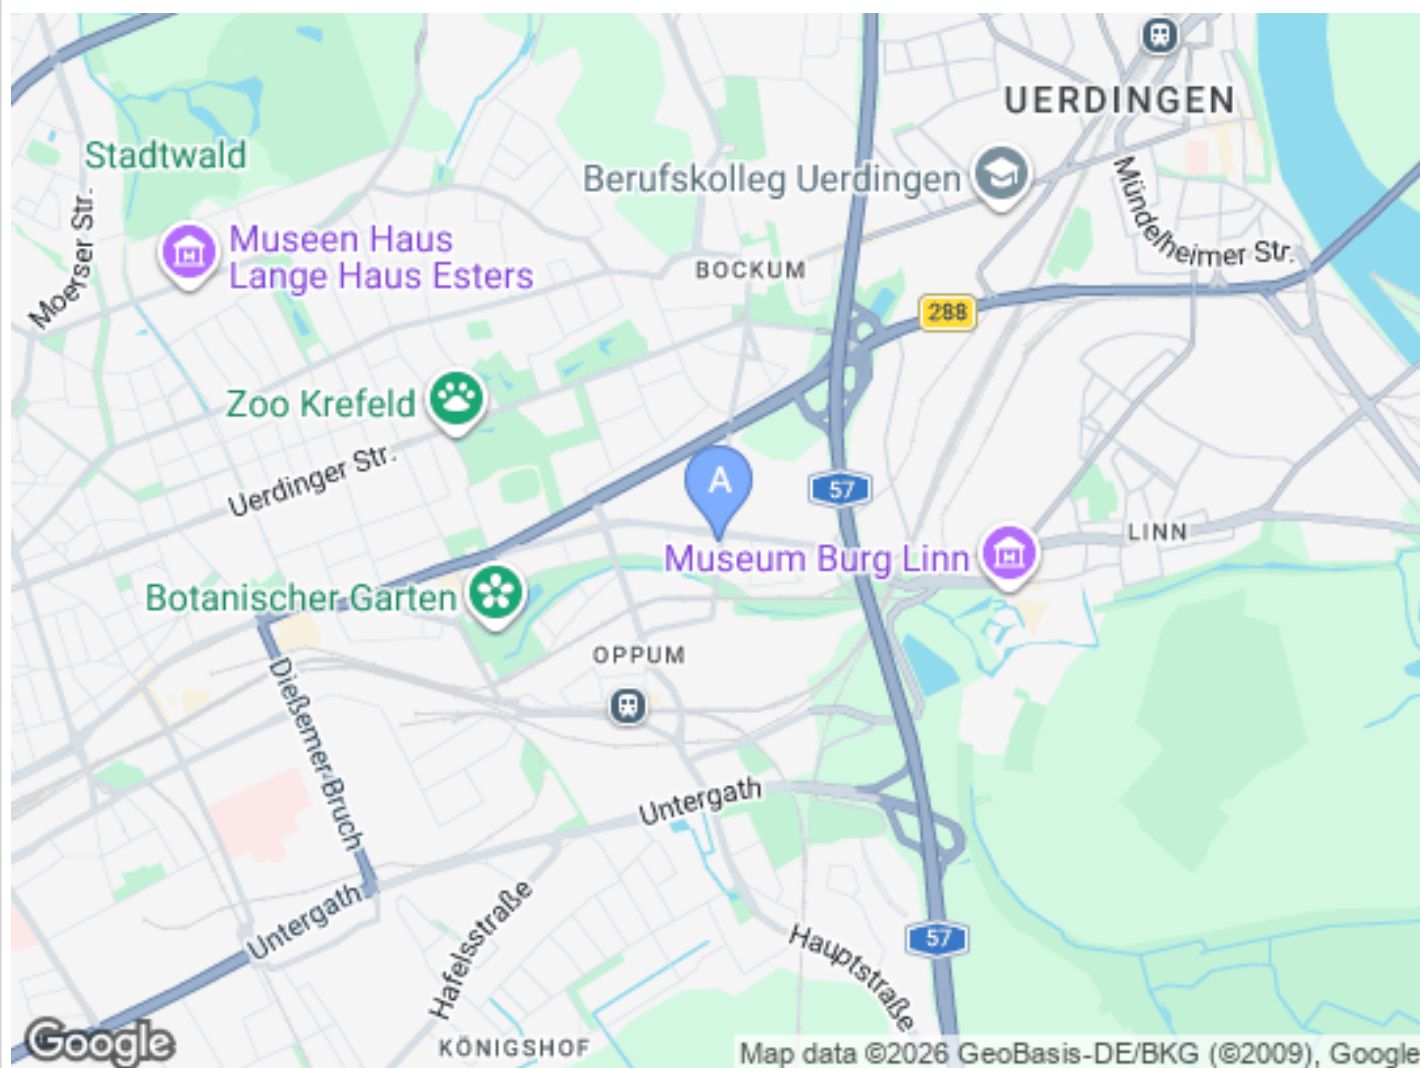 UERDINGEN
Stadtwald
Berufskolleg Uerdingen
Mündelheimer Str.
Moerser Str.
Museen Haus
Lange Haus Esters
BOCKUM
288
Zoo Krefeld
Uerdinger Str.
A
57
LINN
Museum Burg Linn
Botanischer Garten
OPPUM
Dießemer Bruch
Untergath
Untergath
Hafelsstraße
57
Hauptstraße
KÖNIGSHOF
Google
Map data ©2026 GeoBasis-DE/BKG (©2009), Google